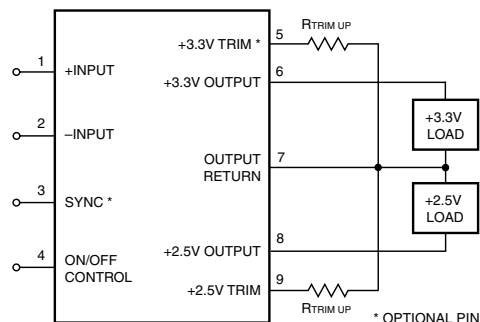 1
+INPUT
2
–INPUT
3
SYNC *
4
ON/OFF
CONTROL
+3.3V TRIM *
5
RTRIM UP
+3.3V OUTPUT
6
+3.3V
LOAD
OUTPUT
RETURN
7
+2.5V
LOAD
+2.5V OUTPUT
8
+2.5V TRIM
9
RTRIM UP
* OPTIONAL PIN